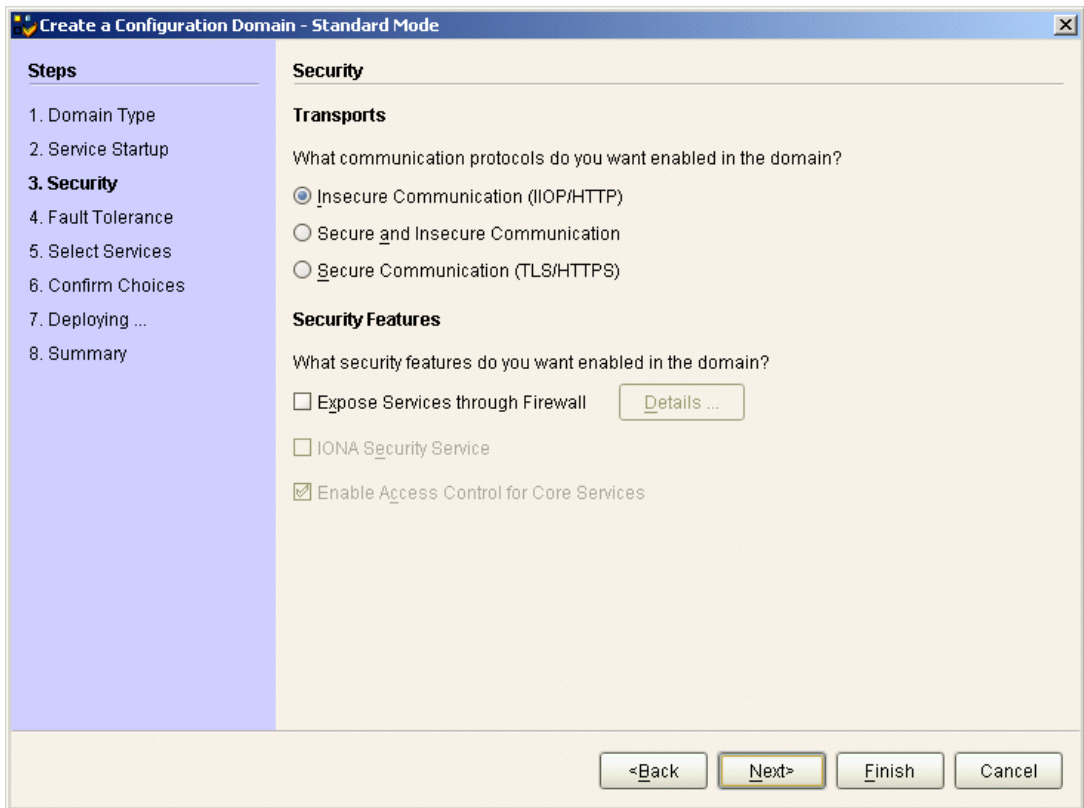 Create a Configuration Domain - Standard Mode
Steps
1. Domain Type
2. Service Startup
3. Security
4. Fault Tolerance
5. Select Services
6. Confirm Choices
7. Deploying ...
8. Summary
Security
Transports
What communication protocols do you want enabled in the domain?
Insecure Communication (IIOP/HTTP)
Secure and Insecure Communication
Secure Communication (TLS/HTTPS)
Security Features
What security features do you want enabled in the domain?
Expose Services through Firewall
Details ...
IONA Security Service
Enable Access Control for Core Services
<Back
Next>
Finish
Cancel